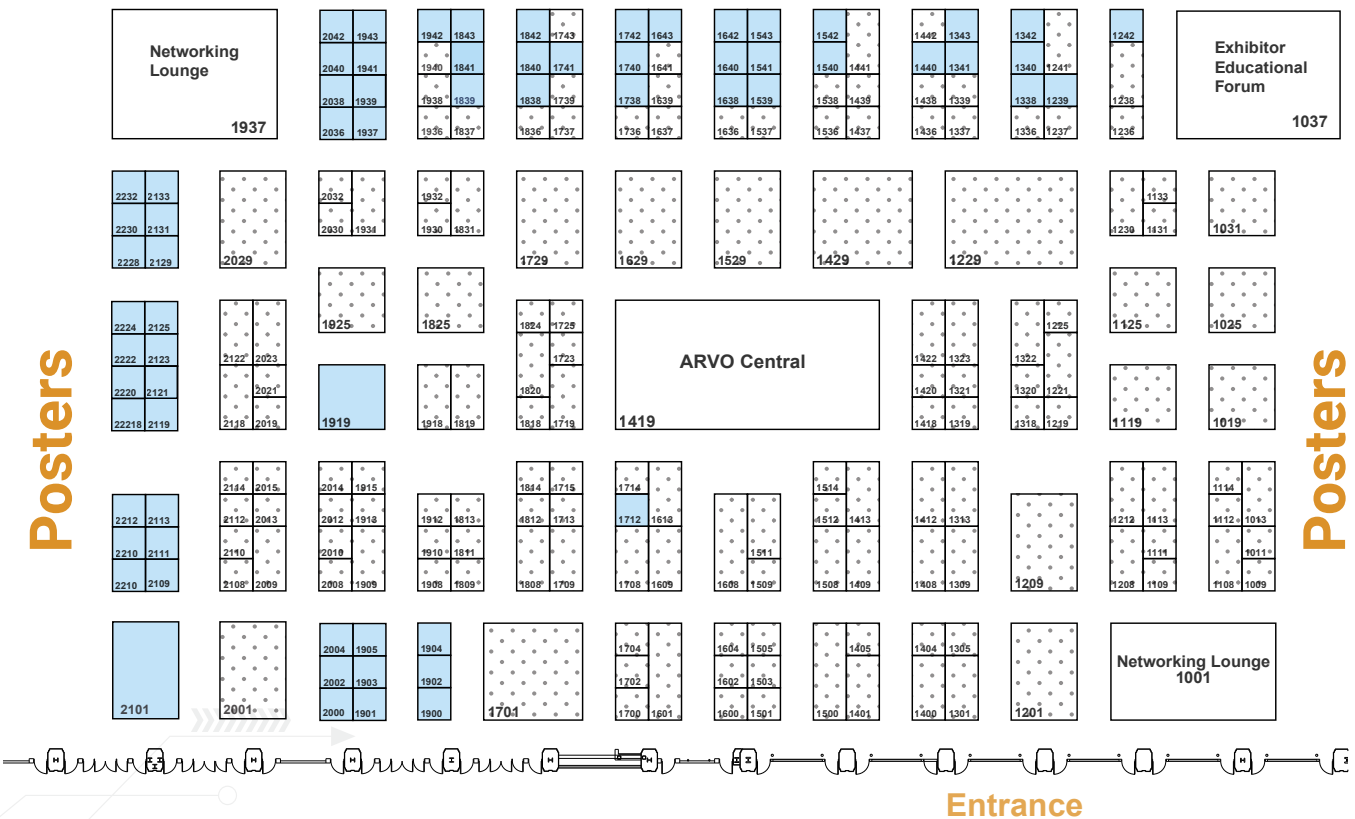 Networking
Lounge
1937
2042 1943 1942 1843 1842 1743 1742 1643 1642 1543 1542 1442 1343 1342 1242
2040 1941 1940 1841 1840 1741 1740 1641 1640 1541 1540 1441 1440 1341 1340 1241
2038 1939 1938 1839 1838 1739 1738 1639 1638 1539 1538 1439 1438 1339 1338 1239 1238
2036 1937 1936 1837 1836 1737 1736 1637 1636 1537 1536 1437 1436 1337 1336 1237 1236
Exhibitor
Educational
Forum
1037
2232 2133 2032 1932 1133
2230 2131 2030 1931 1930 1831 1230 1131 1031
2228 2129 2029 1729 1629 1529 1429 1229
2224 2125 1925 1825 1824 1725 1225 1125 1025
2222 2123 2122 2023 1723 1422 1323 1322
ARVO Central
2220 2121 2021 1820 1420 1321 1320 1221
22218 2119 2118 2019 1919 1918 1819 1818 1719 1419 1418 1319 1318 1219 1119 1019
Posters
Posters
2114 2015 2014 1915 1814 1715 1714 1514 1114
2212 2113 2112 2013 2012 1913 1912 1813 1812 1713 1712 1613 1512 1413 1412 1313 1212 1113 1112 1013
2210 2111 2110 2010 1910 1811 1511 1111 1011
2210 2109 2108 2009 2008 1909 1908 1809 1808 1709 1708 1609 1608 1509 1508 1409 1408 1309 1209 1208 1109 1108 1009
2004 1905 1904 1704 1604 1505 1405 1404 1305
2002 1903 1902 1702 1602 1503
Networking Lounge
1001
2101 2001 2000 1901 1900 1701 1700 1601 1600 1501 1500 1401 1400 1301 1201
Entrance